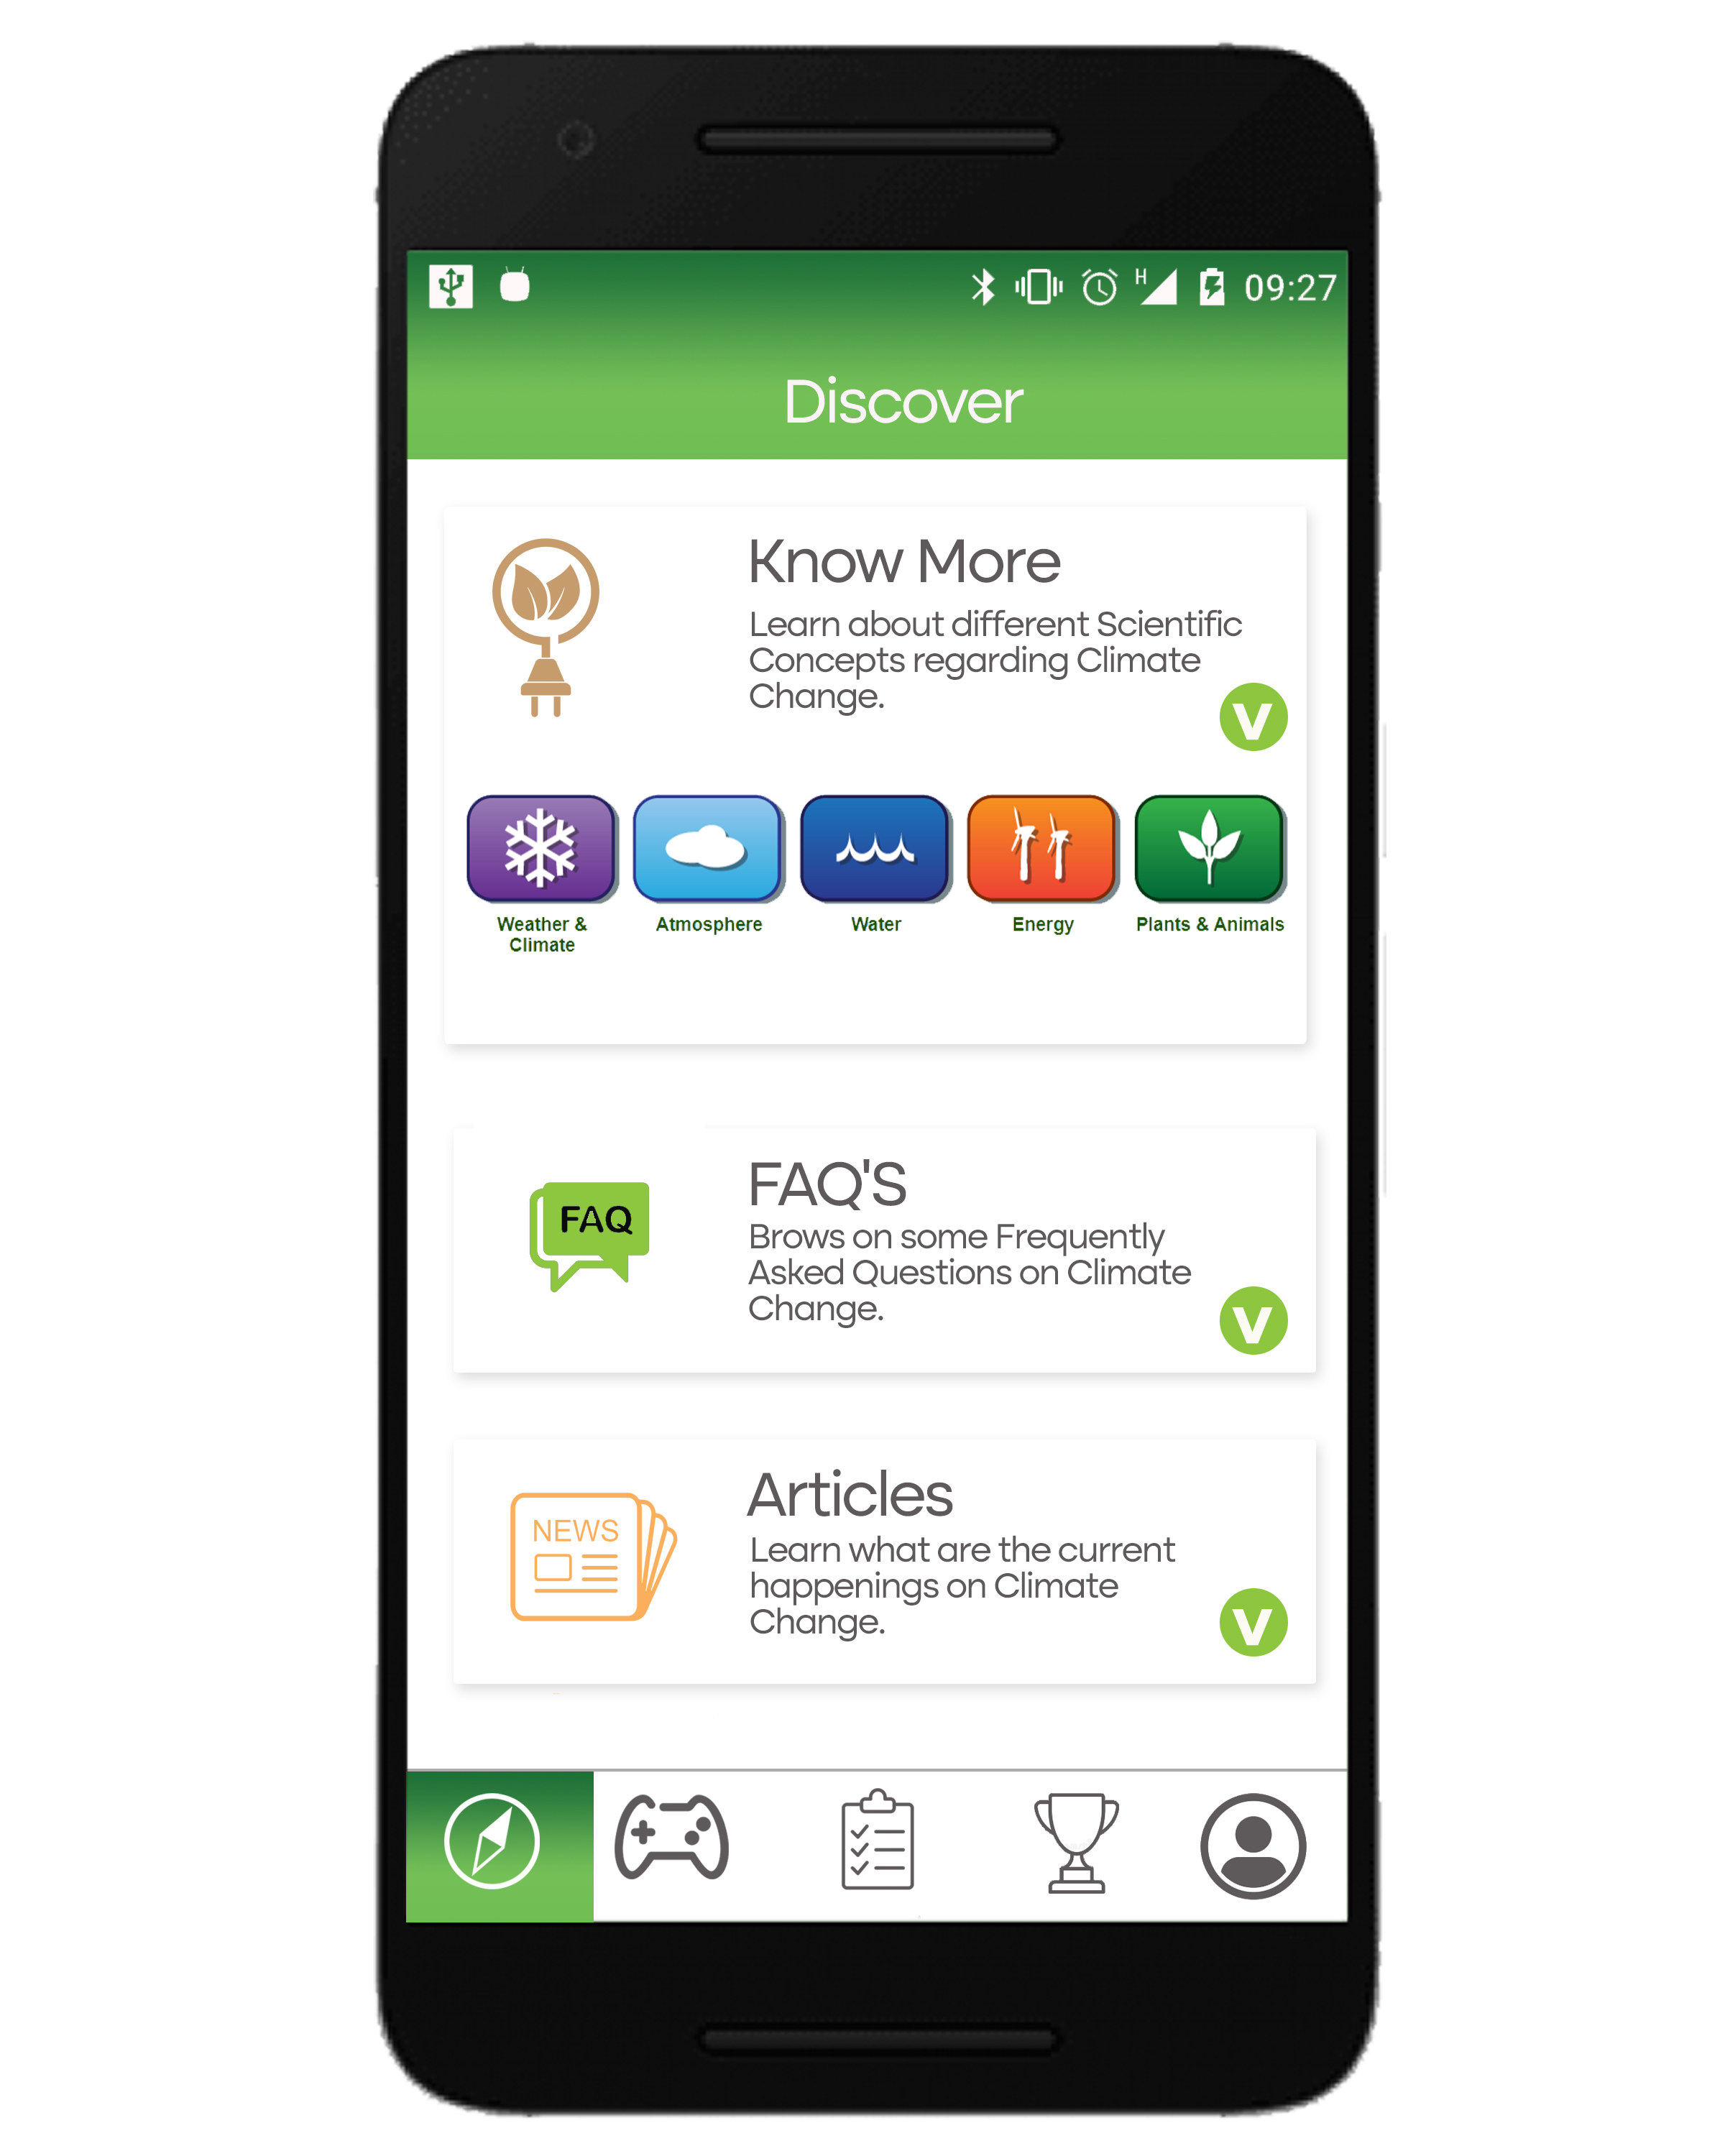 H 09:27
Discover
Know More
Learn about different Scientific
Concepts regarding Climate
Change.
V
Weather &
Climate
Atmosphere
Water
Energy
Plants & Animals
FAQ
FAQ'S
Brows on some Frequently
Asked Questions on Climate
Change.
V
NEWS
Articles
Learn what are the current
happenings on Climate
Change.
V